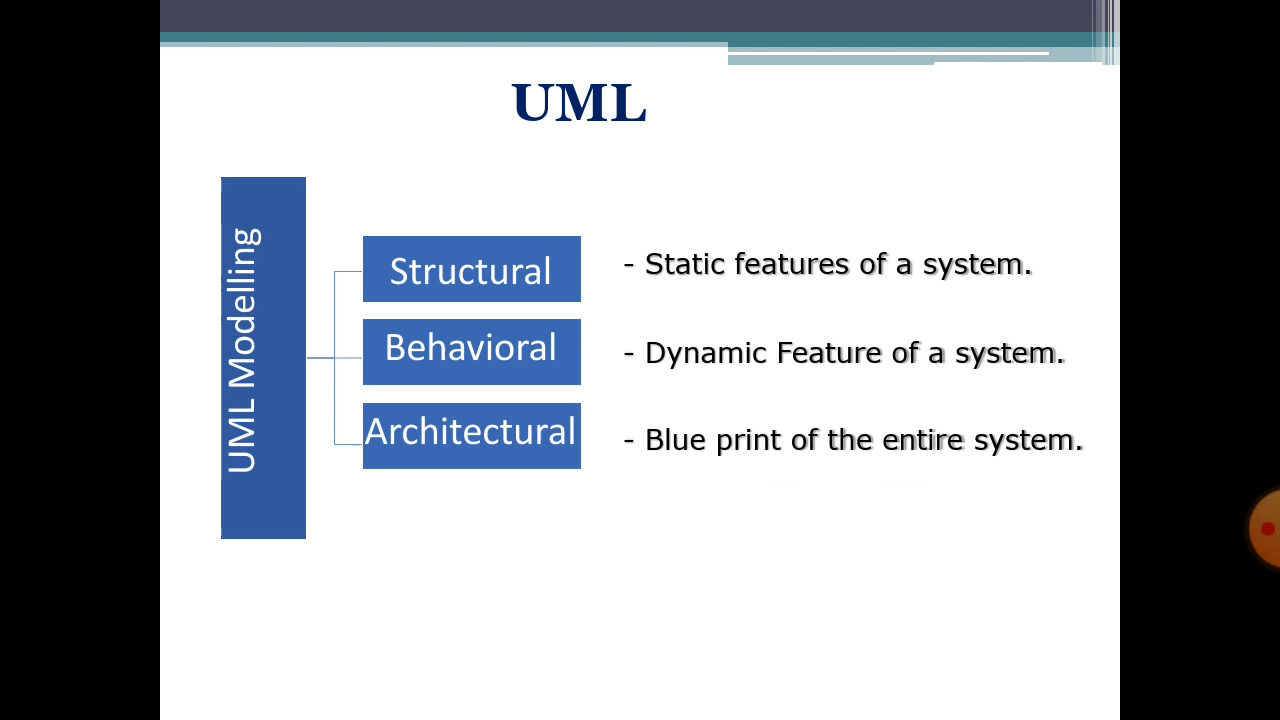 UML
UML Modelling
Structural
- Static features of a system.
Behavioral
- Dynamic Feature of a system.
Architectural
- Blue print of the entire system.